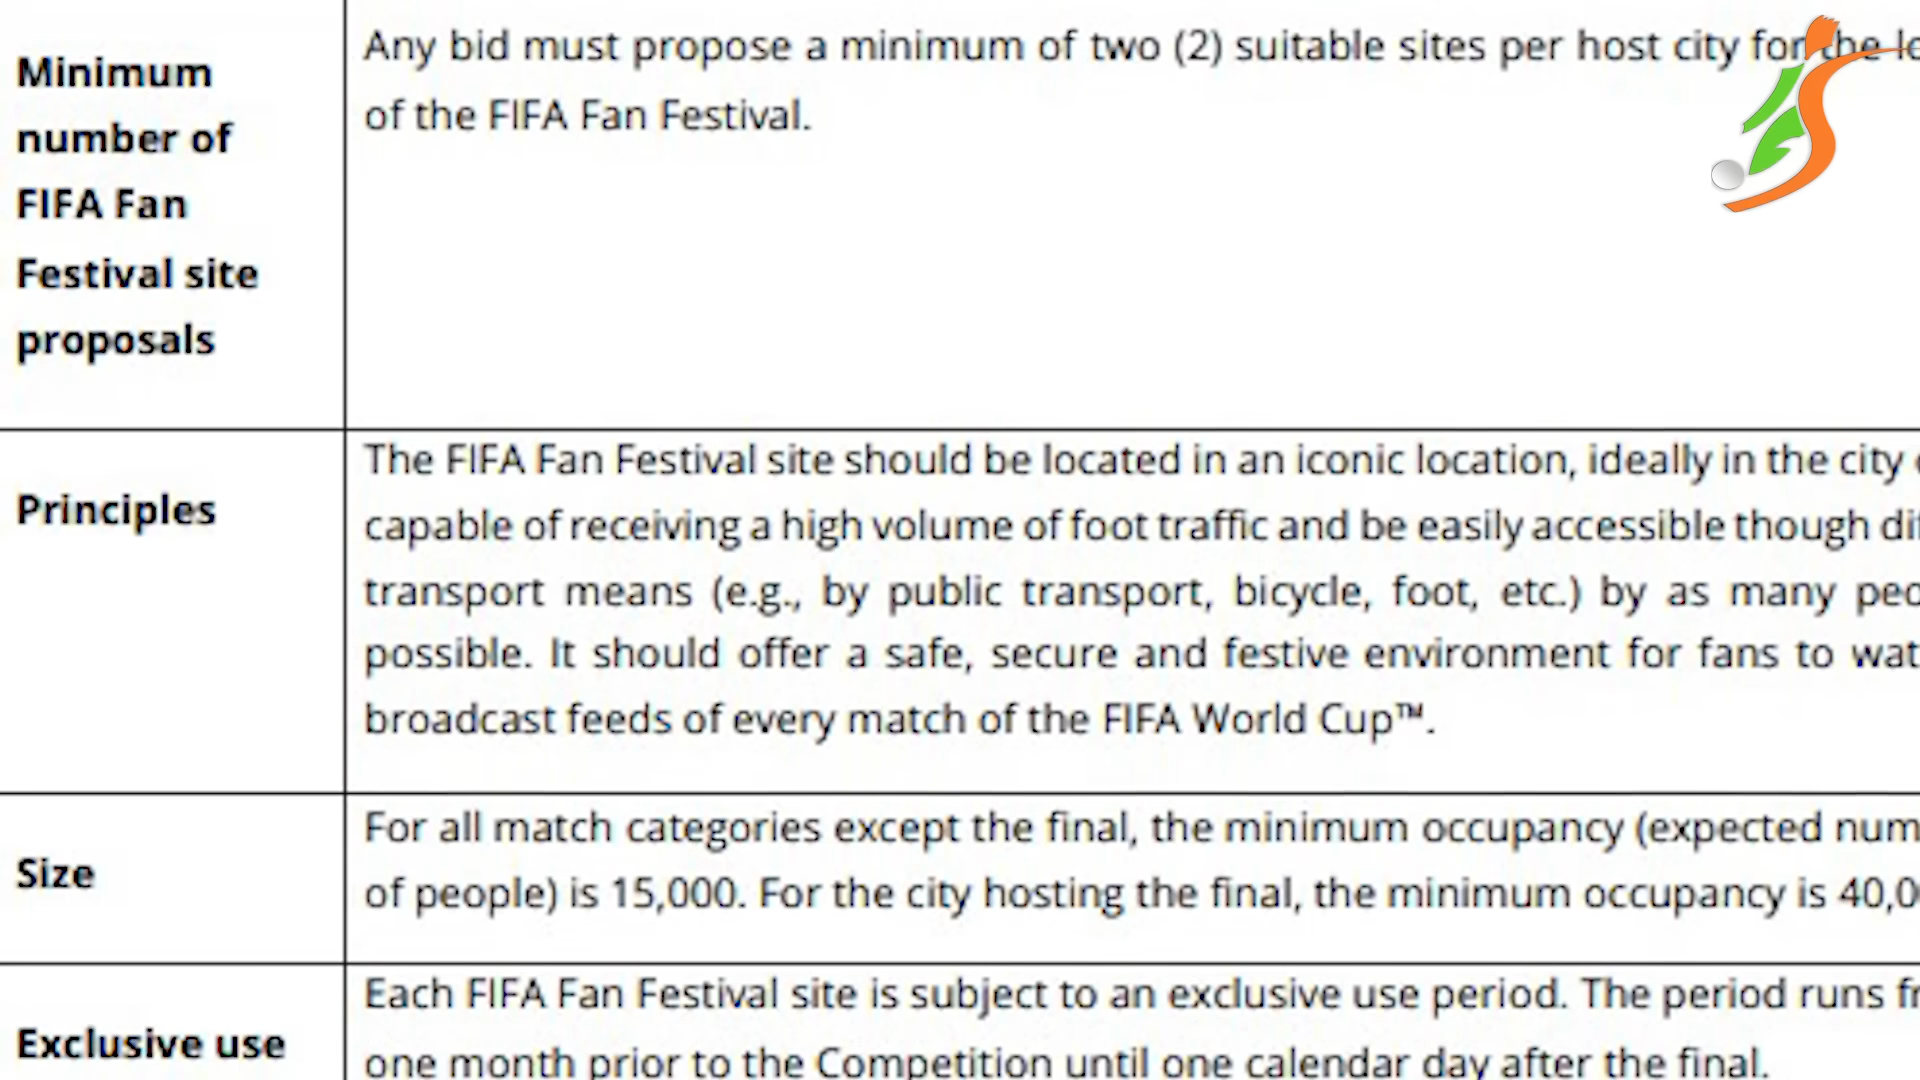 Minimum
number of
FIFA Fan
Festival site
proposals
Any bid must propose a minimum of two (2) suitable sites per host city for the
of the FIFA Fan Festival.
Principles
The FIFA Fan Festival site should be located in an iconic location, ideally in the city
capable of receiving a high volume of foot traffic and be easily accessible though
transport means (e.g., by public transport, bicycle, foot, etc.) by as many
possible. It should offer a safe, secure and festive environment for fans to
broadcast feeds of every match of the FIFA World Cup™.
Size
For all match categories except the final, the minimum occupancy (expected
of people) is 15,000. For the city hosting the final, the minimum occupancy is
Exclusive use
Each FIFA Fan Festival site is subject to an exclusive use period. The period runs
one month prior to the Competition until one calendar day after the final.